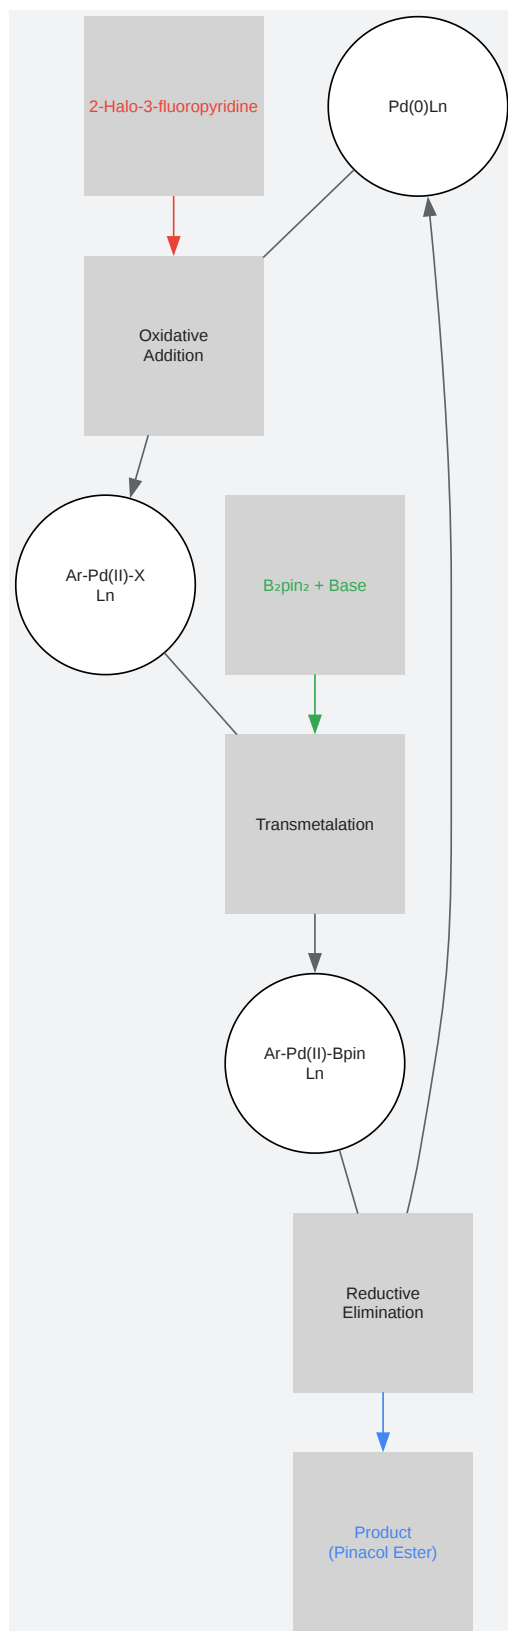 2-Halo-3-fluoropyridine
Pd(0)Ln
Oxidative
Addition
Ar-Pd(II)-X
Ln
B₂pin₂ + Base
Transmetalation
Ar-Pd(II)-Bpin
Ln
Reductive
Elimination
Product
(Pinacol Ester)